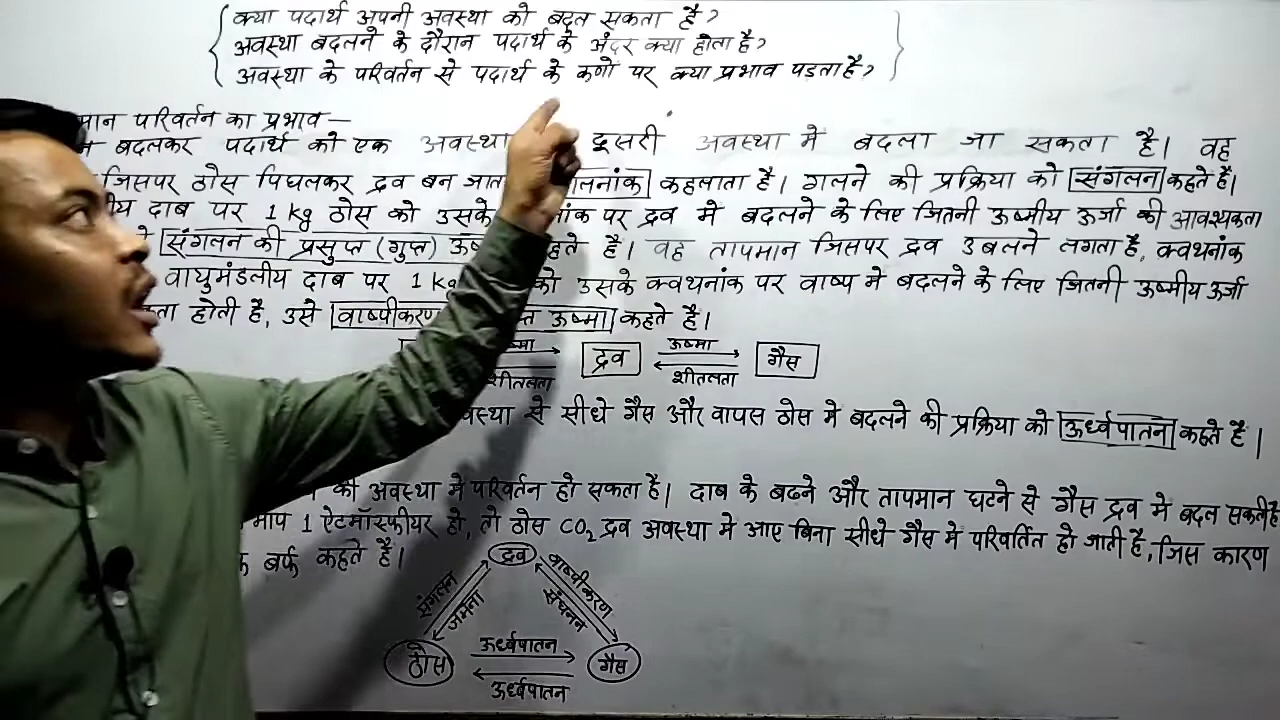 क्या पदार्थ अपनी अवस्था को बदल सकता है?
अवस्था बदलने के दौरान पदार्थ के अंदर क्या होता है?
अवस्था के परिवर्तन से पदार्थ के कणों पर क्या प्रभाव पड़ता है?
मान परिवर्तन का प्रभाव —
बदलकर पदार्थ को एक अवस्था दूसरी अवस्था में बदला जा सकता है। वह
जिसपर ठोस पिघलकर द्रव बन जाता लनांक कहलाता है। गलने की प्रक्रिया को संगलन कहते हैं।
य दाब पर 1 kg ठोस को उसके नांक पर द्रव में बदलने के लिए जितनी ऊष्मीय ऊर्जा की आवश्यकता
संगलन की प्रसुप्त (गुप्त) ऊष् हते हैं। वह तापमान जिसपर द्रव उबलने लगता है, क्वथनांक
वायुमंडलीय दाब पर 1 kg को उसके क्वथनांक पर वाष्प में बदलने के लिए जितनी ऊष्मीय ऊर्जा
ता होती है, उसे वाष्पीकरण प्त ऊष्मा कहते हैं।
ष्मा द्रव ऊष्मा गैस
शीतलता शीतलता
वस्था से सीधे गैस और वापस ठोस में बदलने की प्रक्रिया को ऊर्ध्वपातन कहते हैं।
की अवस्था में परिवर्तन हो सकता है। दाब के बढने और तापमान घटने से गैस द्रव में बदल सकती है
माप 1 ऐटमॉस्फीयर हो, तो ठोस CO₂ द्रव अवस्था में आए बिना सीधे गैस में परिवर्तित हो जाती है, जिस कारण
क बर्फ कहते हैं।
द्रव
संगलन जमना वाष्पीकरण संघनन
ठोस ऊर्ध्वपातन गैस
ऊर्ध्वपातन